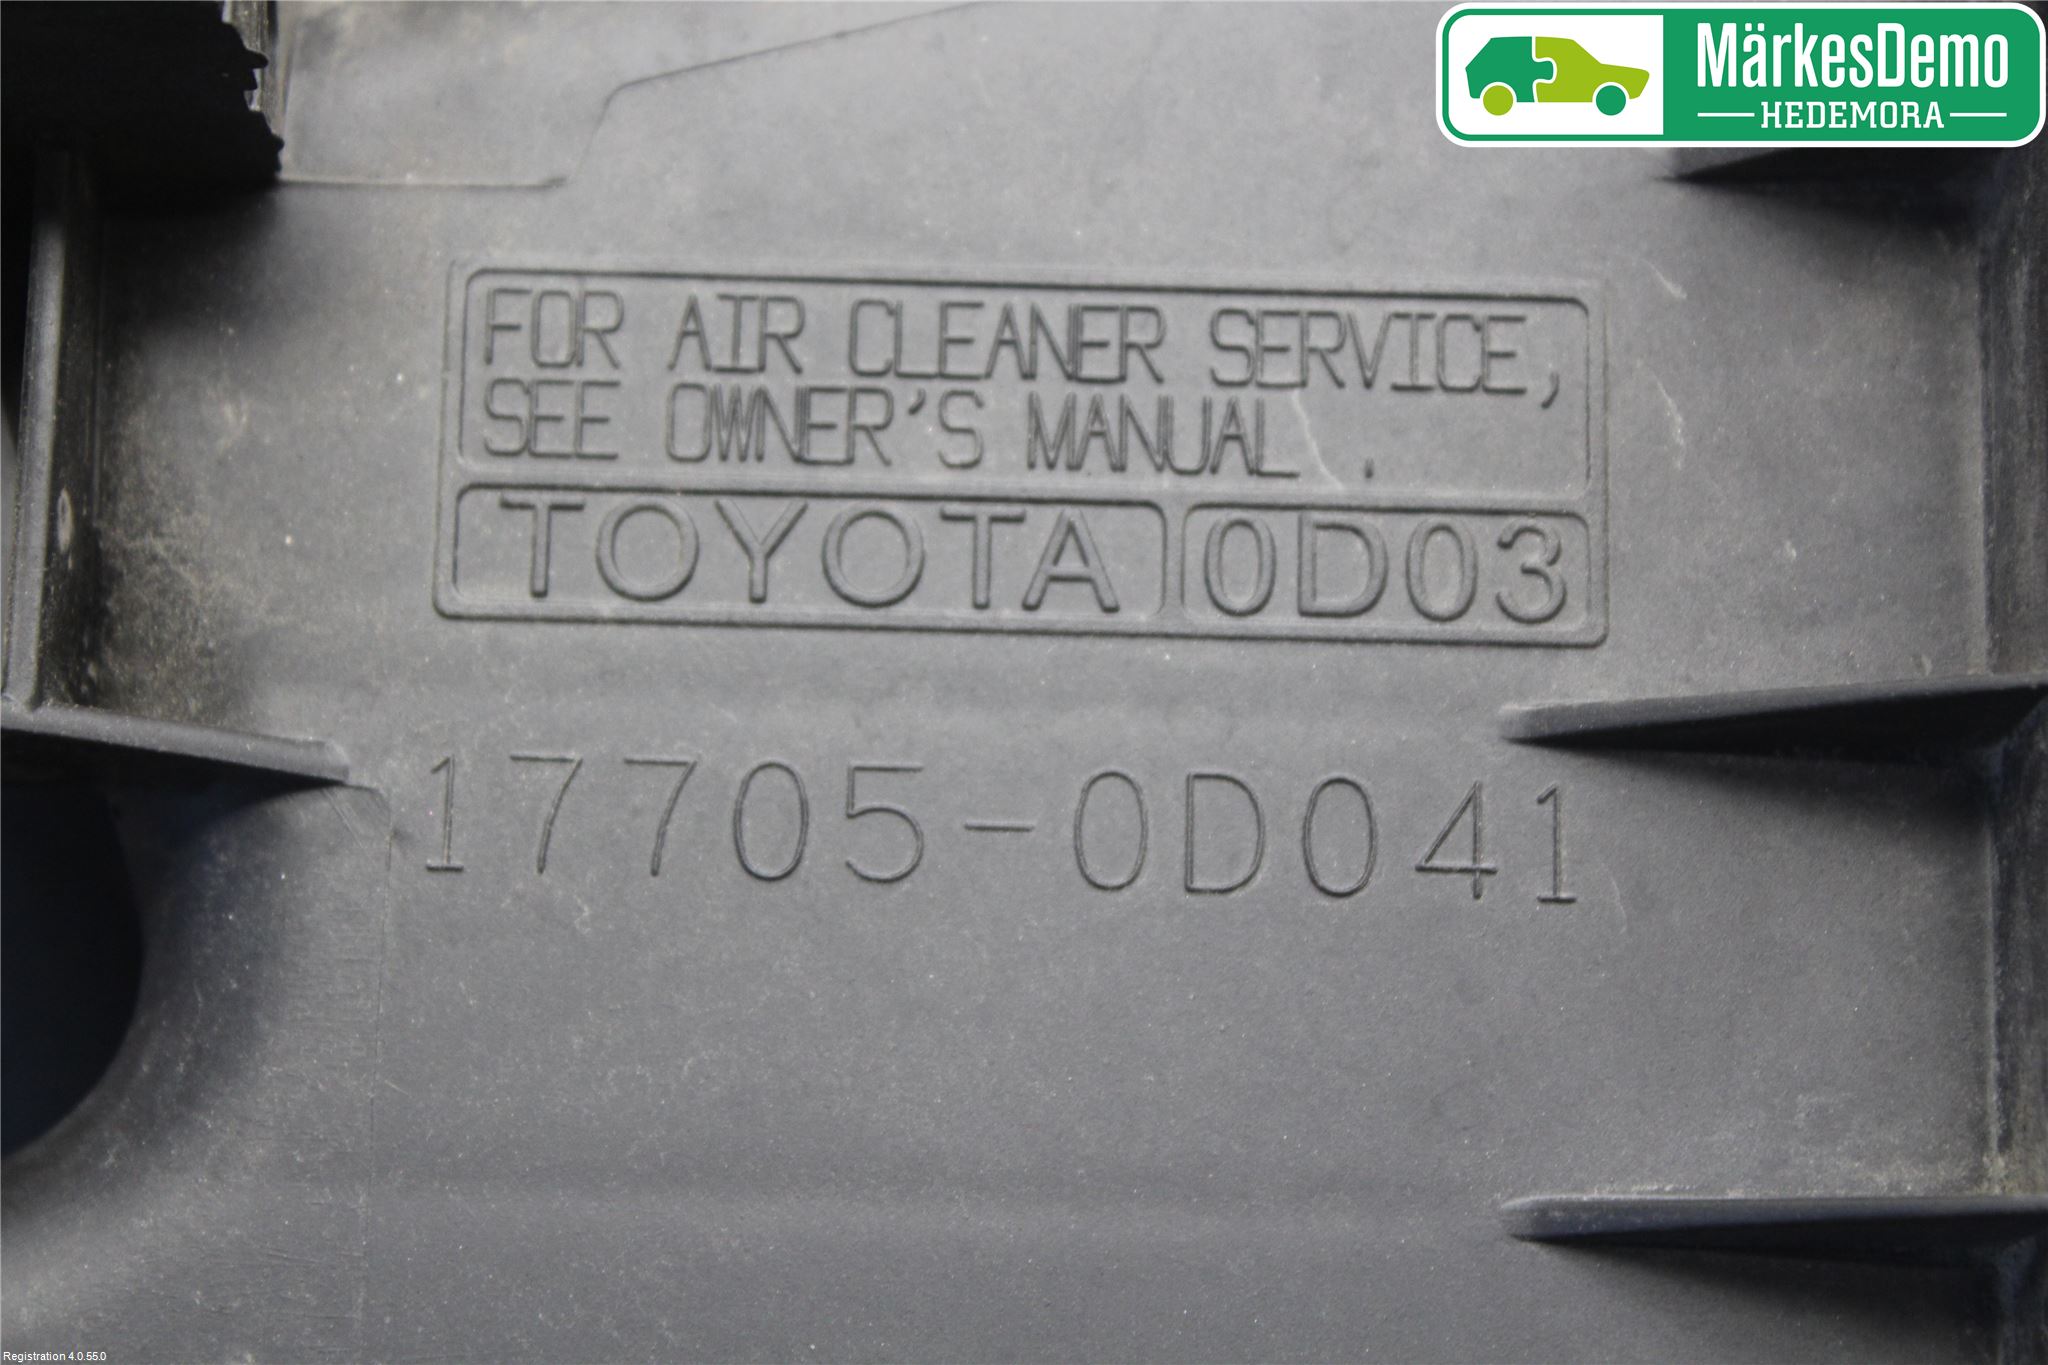 MärkesDemo
HEDEMORA
FOR AIR CLEANER SERVICE,
SEE OWNER'S MANUAL.
TOYOTA 0D03
17705-0D041
Registration 4.0.55.0